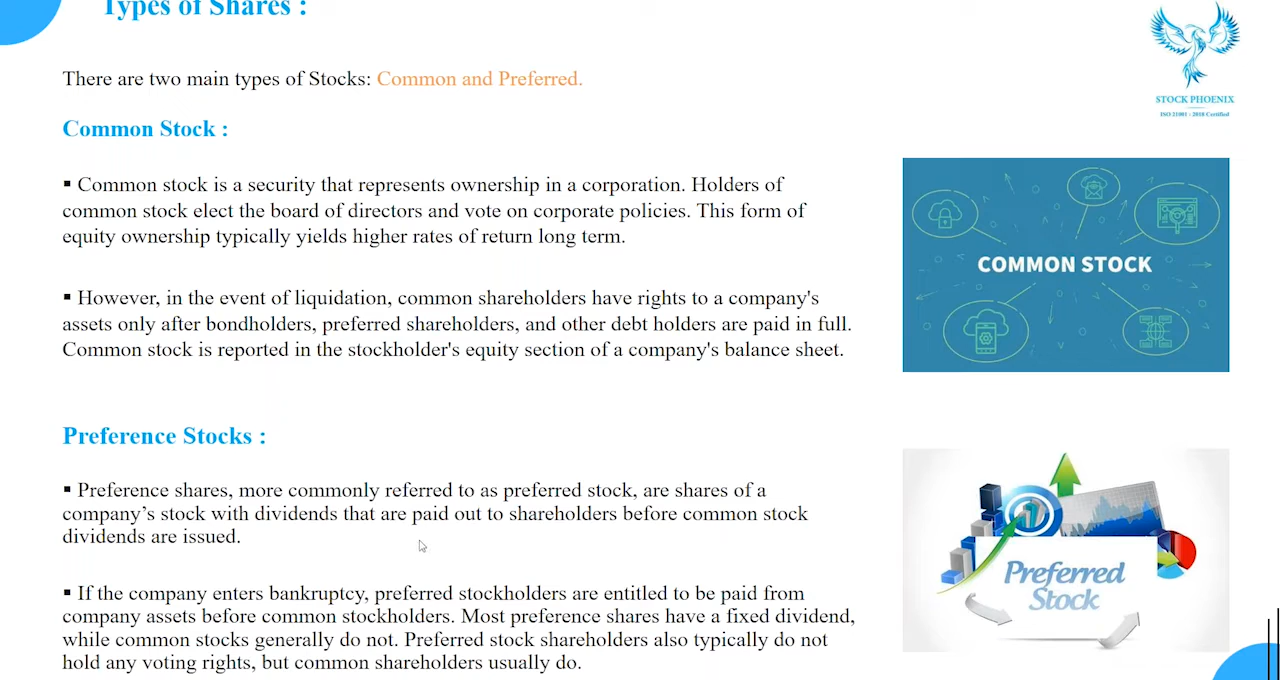 Types of Shares :
There are two main types of Stocks: Common and Preferred.
STOCK PHOENIX
ISO 21001 : 2018 Certified
Common Stock :
▪ Common stock is a security that represents ownership in a corporation. Holders of
common stock elect the board of directors and vote on corporate policies. This form of
equity ownership typically yields higher rates of return long term.
COMMON STOCK
▪ However, in the event of liquidation, common shareholders have rights to a company's
assets only after bondholders, preferred shareholders, and other debt holders are paid in full.
Common stock is reported in the stockholder's equity section of a company's balance sheet.
Preference Stocks :
▪ Preference shares, more commonly referred to as preferred stock, are shares of a
company’s stock with dividends that are paid out to shareholders before common stock
dividends are issued.
Preferred
Stock
▪ If the company enters bankruptcy, preferred stockholders are entitled to be paid from
company assets before common stockholders. Most preference shares have a fixed dividend,
while common stocks generally do not. Preferred stock shareholders also typically do not
hold any voting rights, but common shareholders usually do.